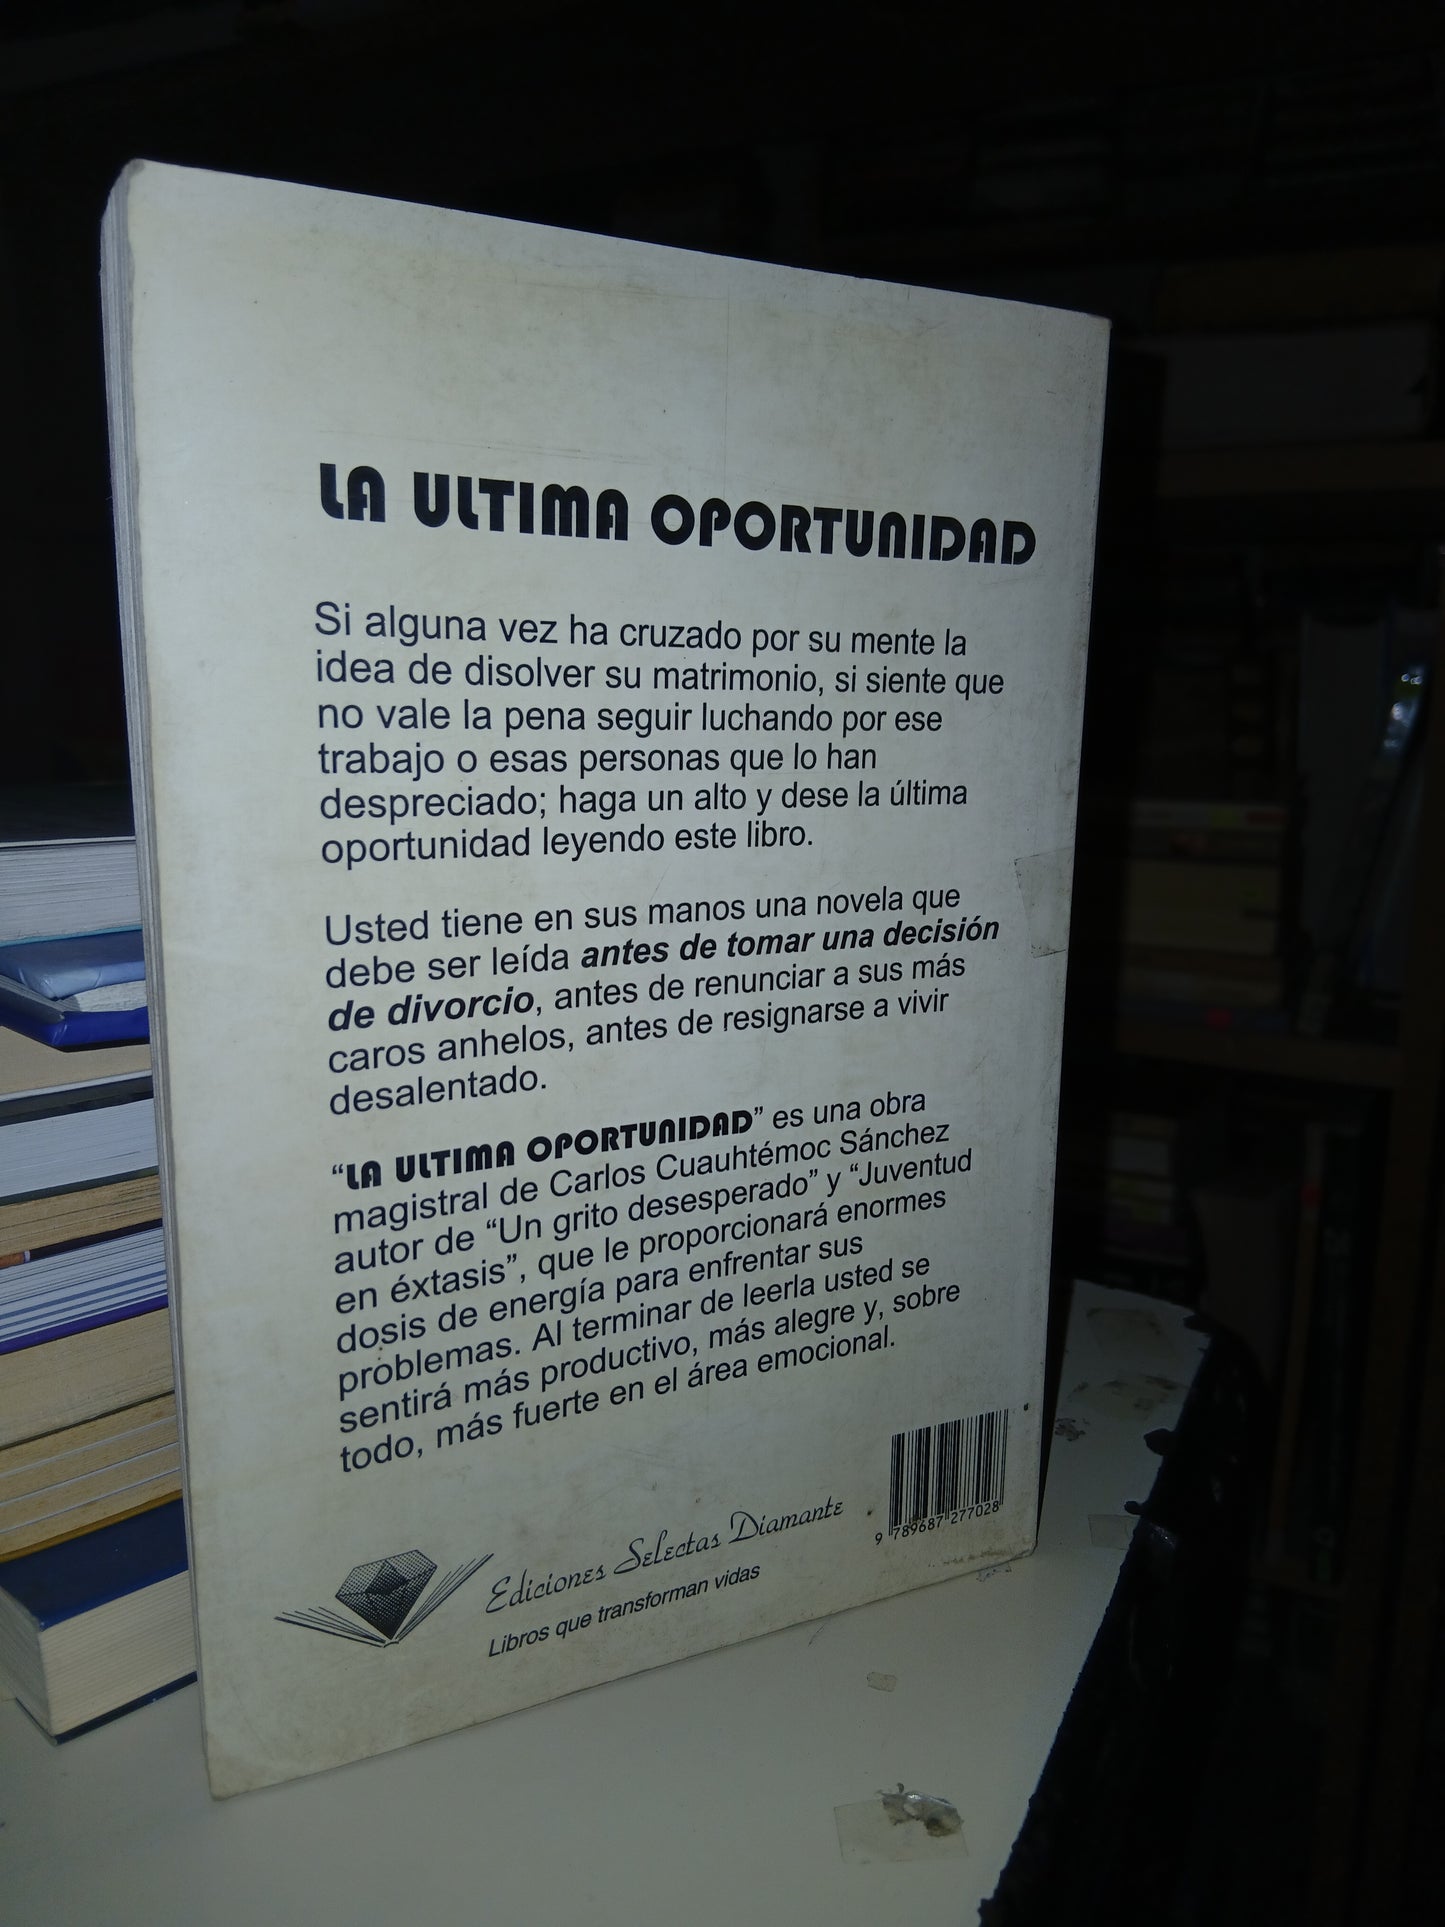 LA ULTIMA OPORTUNIDAD
Si alguna vez ha cruzado por su mente la
idea de disolver su matrimonio, si siente que
no vale la pena seguir luchando por ese
trabajo o esas personas que lo han
despreciado; haga un alto y dese la última
oportunidad leyendo este libro.
Usted tiene en sus manos una novela que
debe ser leída antes de tomar una decisión
de divorcio, antes de renunciar a sus más
caros anhelos, antes de resignarse a vivir
desalentado.
“LA ULTIMA OPORTUNIDAD” es una obra
magistral de Carlos Cuauhtémoc Sánchez
autor de “Un grito desesperado” y “Juventud
en éxtasis”, que le proporcionará enormes
dosis de energía para enfrentar sus
problemas. Al terminar de leerla usted se
sentirá más productivo, más alegre y, sobre
todo, más fuerte en el área emocional.
Ediciones Selectas Diamante
Libros que transforman vidas
9 789687 277028